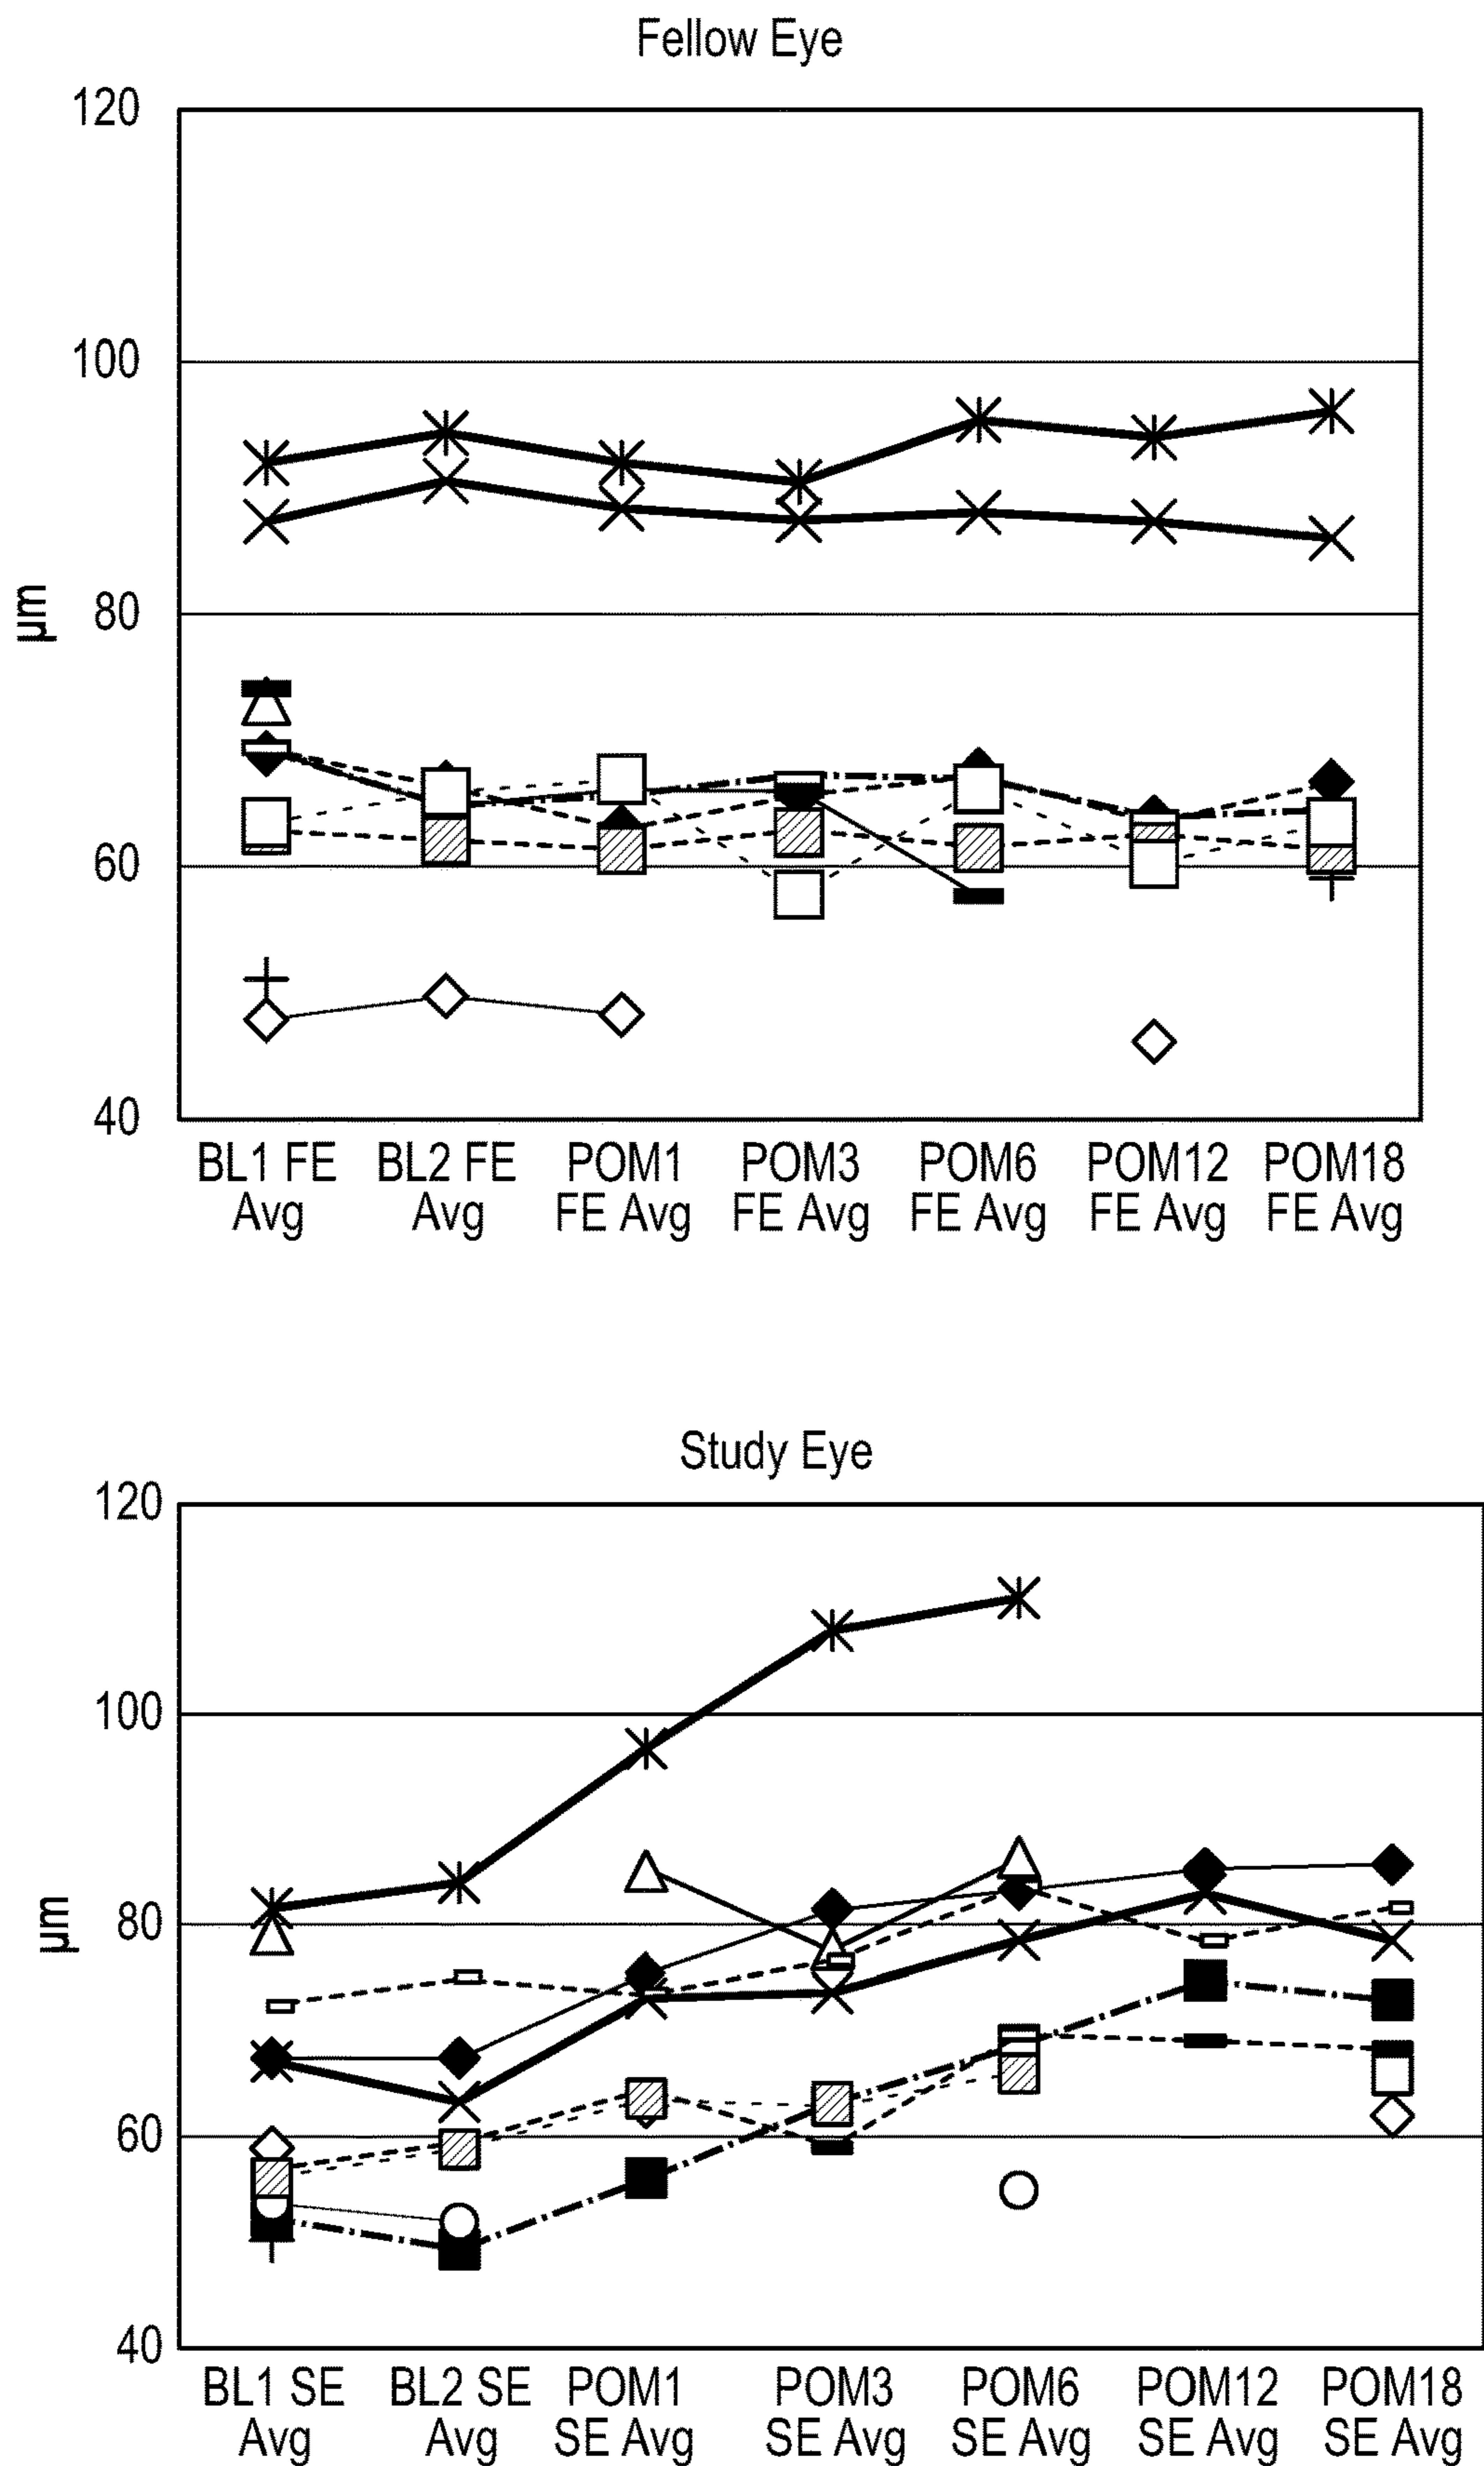 Fellow Eye
120
100
80
60
40
µm
BL1 FE Avg
BL2 FE Avg
POM1 FE Avg
POM3 FE Avg
POM6 FE Avg
POM12 FE Avg
POM18 FE Avg
Study Eye
120
100
80
60
40
µm
BL1 SE Avg
BL2 SE Avg
POM1 SE Avg
POM3 SE Avg
POM6 SE Avg
POM12 SE Avg
POM18 SE Avg